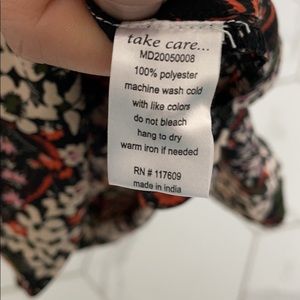 take care...
MD20050008
100% polyester
machine wash cold
with like colors
do not bleach
hang to dry
warm iron if needed
RN # 117609
made in india